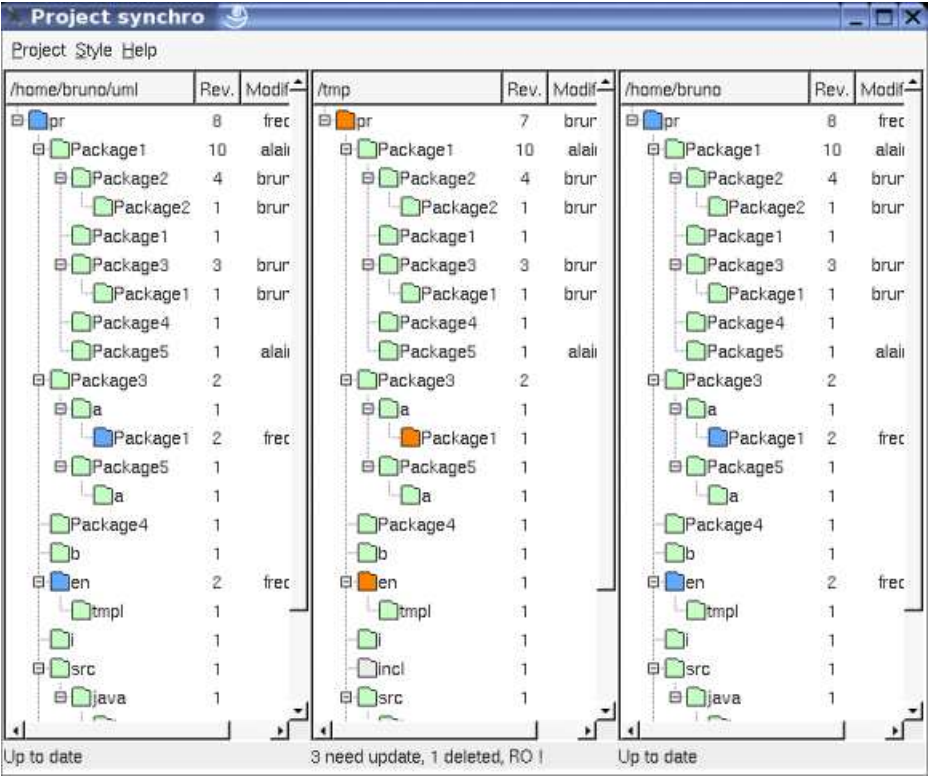 Project synchro
Project Style Help
/home/bruno/uml Rev. Modif
pr 8 frec
Package1 10 alai
Package2 4 brur
Package2 1 brur
Package1 1
Package3 3 brur
Package1 1 brur
Package4 1
Package5 1 alai
Package3 2
a 1
Package1 2 frec
Package5 1
a 1
Package4 1
b 1
en 2 frec
tmpl 1
i 1
src 1
java 1
Up to date
/tmp Rev. Modif
pr 7 brur
Package1 10 alai
Package2 4 brur
Package2 1 brur
Package1 1
Package3 3 brur
Package1 1 brur
Package4 1
Package5 1 alai
Package3 2
a 1
Package1 1
Package5 1
a 1
Package4 1
b 1
en 1
tmpl 1
i 1
incl 1
src 1
3 need update, 1 deleted, RO !
/home/bruno Rev. Modif
pr 8 frec
Package1 10 alai
Package2 4 brur
Package2 1 brur
Package1 1
Package3 3 brur
Package1 1 brur
Package4 1
Package5 1 alai
Package3 2
a 1
Package1 2 frec
Package5 1
a 1
Package4 1
b 1
en 2 frec
tmpl 1
i 1
src 1
java 1
Up to date